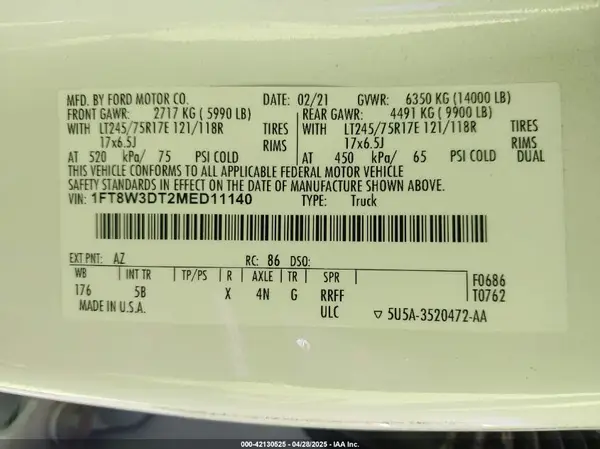 MFD. BY FORD MOTOR CO. 02/21 GVWR: 6350 KG (14000 LB)
FRONT GAWR: 2717 KG ( 5990 LB) REAR GAWR: 4491 KG ( 9900 LB)
WITH LT245/75R17E 121/118R TIRES WITH LT245/75R17E 121/118R TIRES
17x6.5J RIMS 17x6.5J RIMS
AT 520 kPa/ 75 PSI COLD AT 450 kPa/ 65 PSI COLD DUAL
THIS VEHICLE CONFORMS TO ALL APPLICABLE FEDERAL MOTOR VEHICLE
SAFETY STANDARDS IN EFFECT ON THE DATE OF MANUFACTURE SHOWN ABOVE.
VIN: 1FT8W3DT2MED11140 TYPE: Truck
EXT PNT: AZ RC: 86 DSO:
WB INT TR TP/PS R AXLE TR SPR F0686
176 5B X 4N G RRFF T0762
MADE IN U.S.A. ULC ▽ 5U5A-3520472-AA
000-42130525 - 04/28/2025 - IAA Inc.